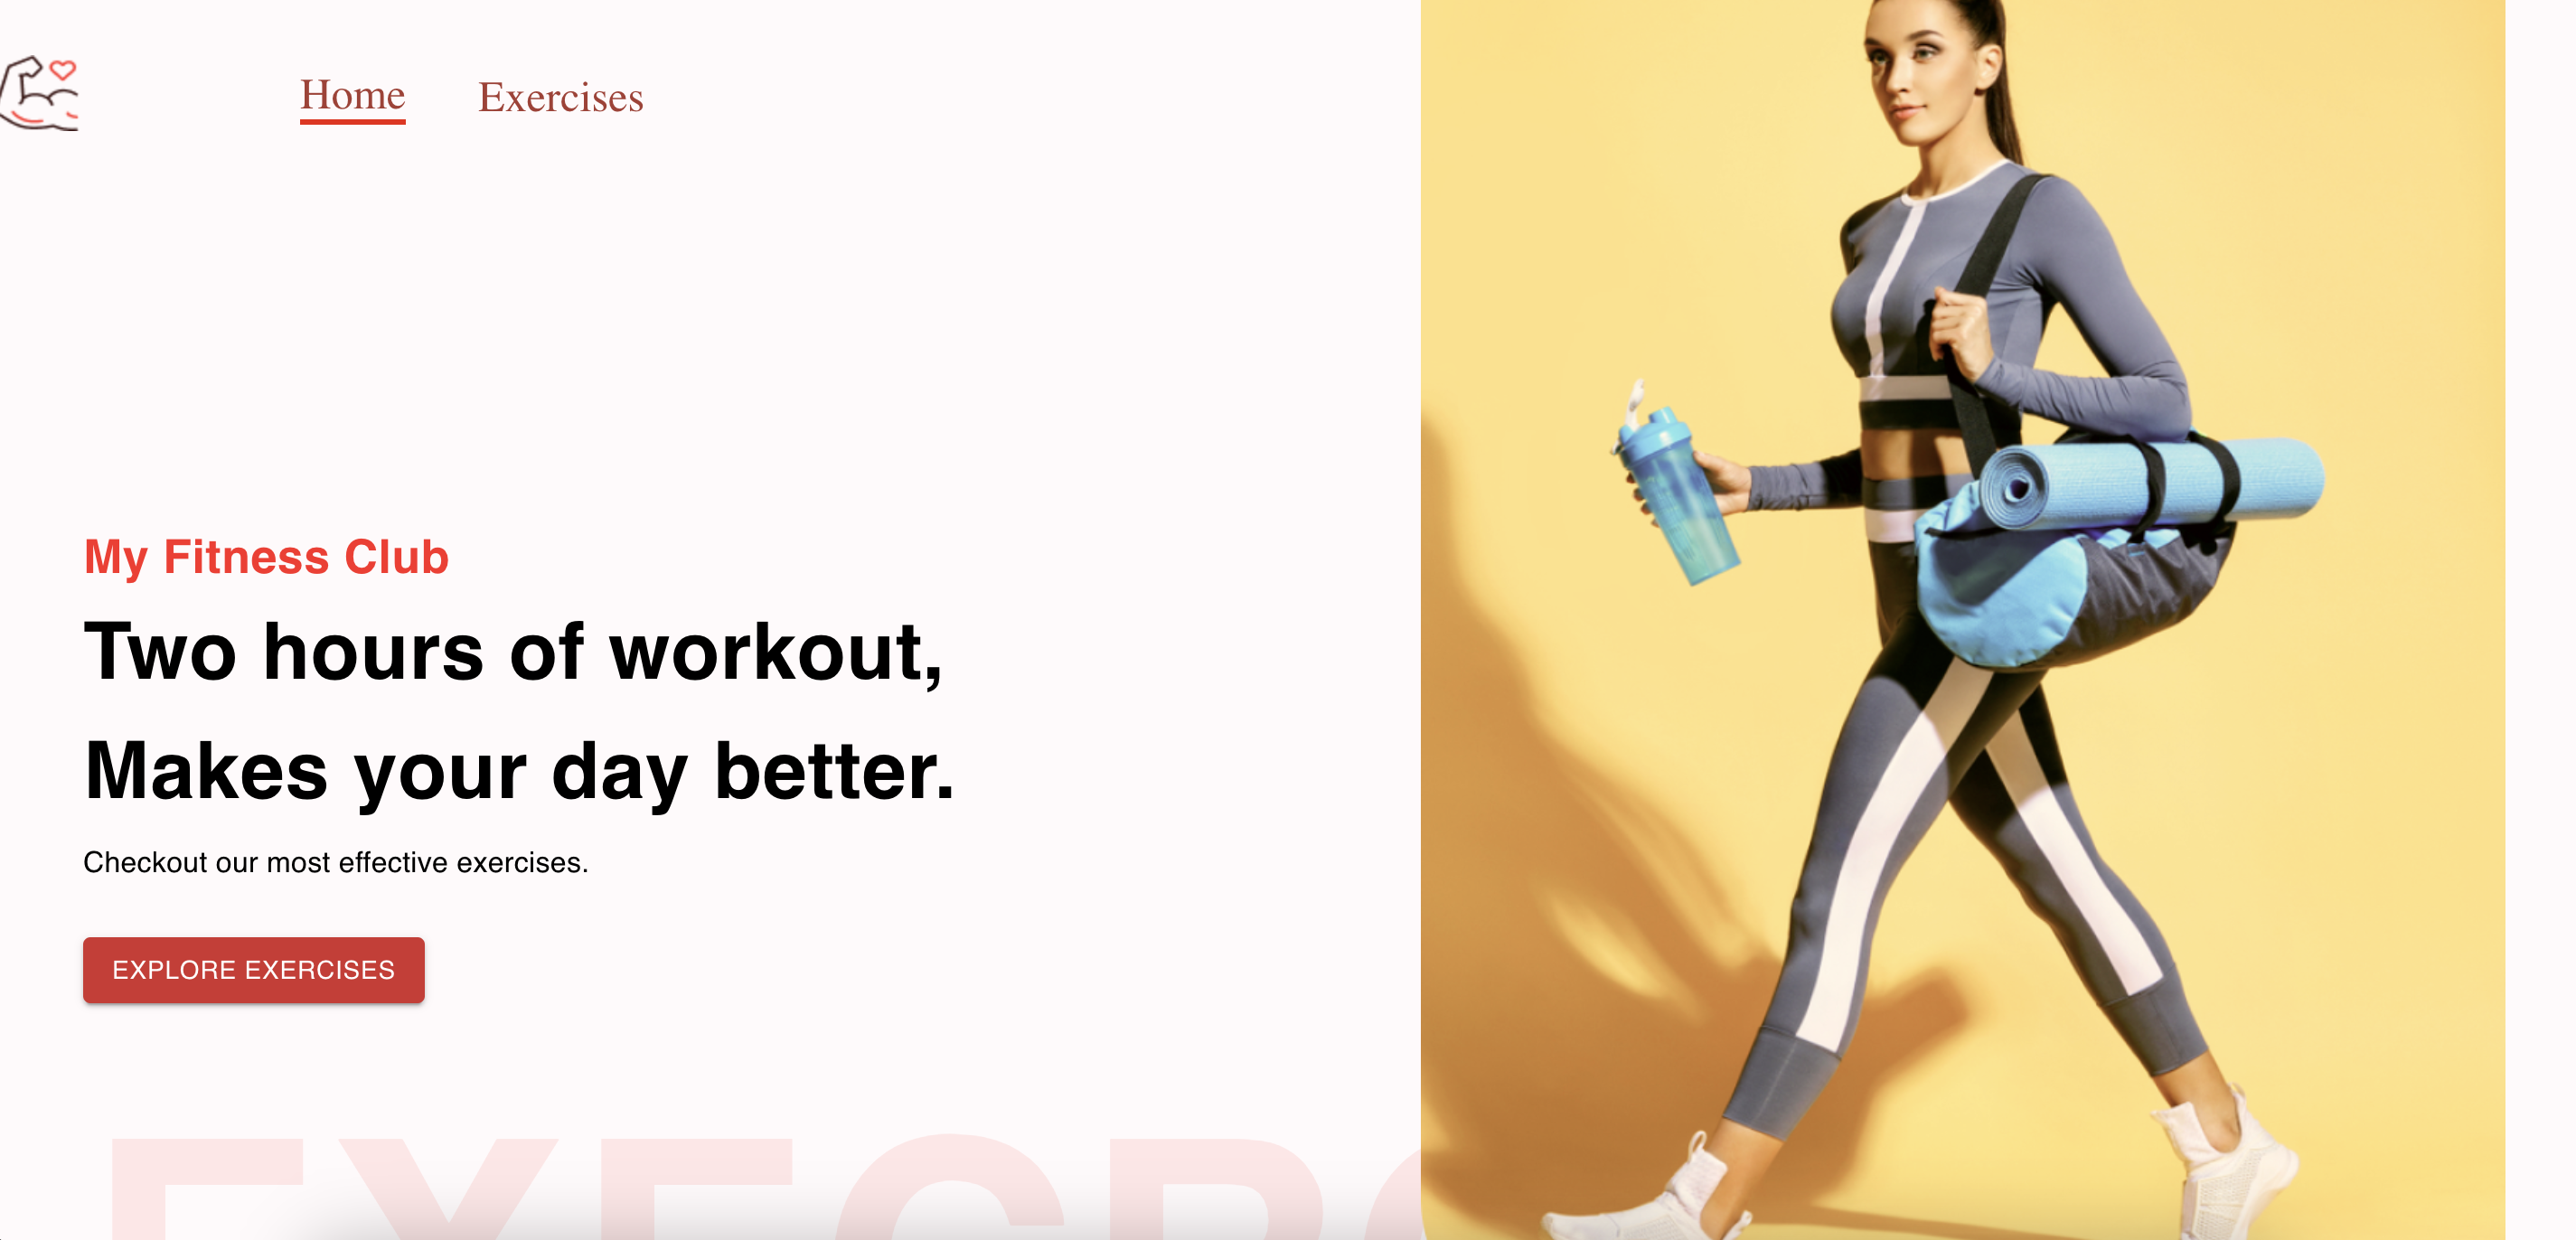 Home Exercises
My Fitness Club
Two hours of workout,
Makes your day better.
Checkout our most effective exercises.
EXPLORE EXERCISES